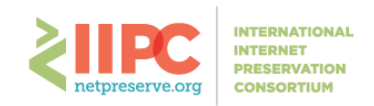 IIPC
netpreserve.org
INTERNATIONAL
INTERNET
PRESERVATION
CONSORTIUM